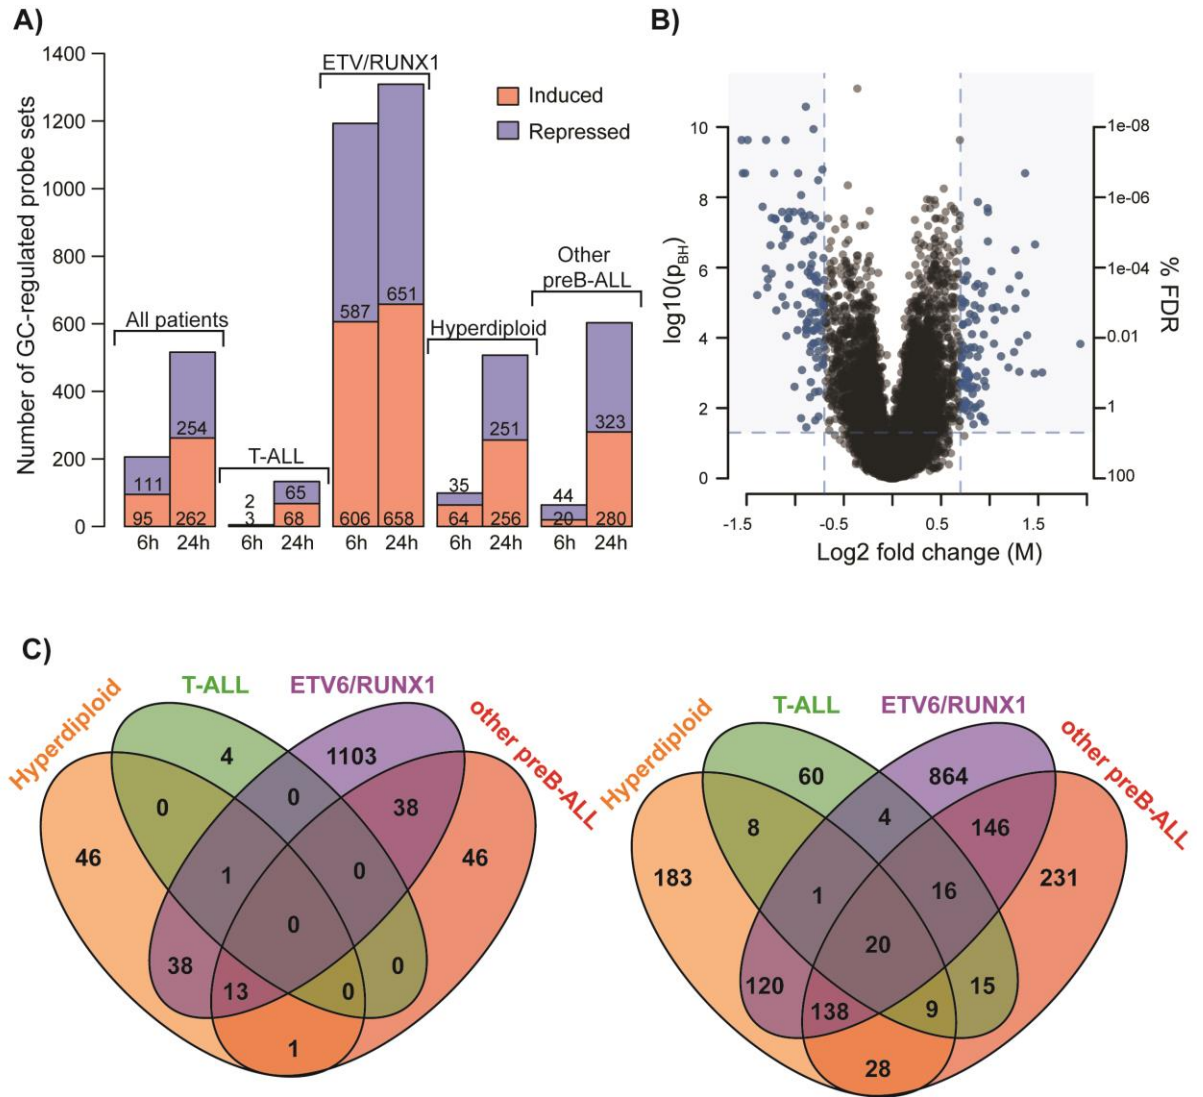 A)
Number of GC-regulated probe sets
1400
1200
1000
800
600
400
200
0
All patients
T-ALL
ETV/RUNX1
Hyperdiploid
Other
preB-ALL
Induced
Repressed
111
95
254
262
2
3
65
68
587
606
651
658
35
64
251
256
44
20
323
280
6h 24h 6h 24h 6h 24h 6h 24h 6h 24h
B)
log10(pBH)
10
8
6
4
2
0
1e-08
1e-06
1e-04
0.01
1
100
% FDR
-1.5 -0.5 0.5 1.5
Log2 fold change (M)
C)
Hyperdiploid
T-ALL
ETV6/RUNX1
other preB-ALL
4
1103
0
0
38
46
1
0
46
0
38
13
0
0
1
Hyperdiploid
T-ALL
ETV6/RUNX1
other preB-ALL
60
864
8
4
146
183
1
16
231
20
120
138
9
15
28